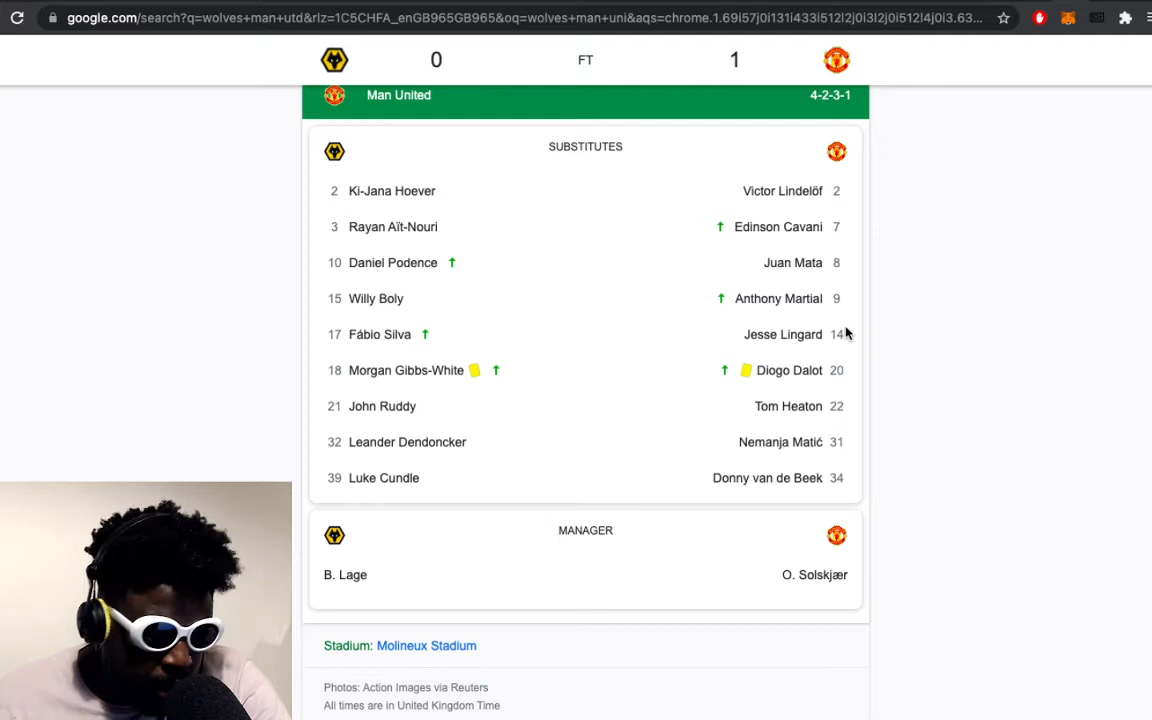 google.com/search?q=wolves+man+utd&rlz=1C5CHFA_enGB965GB965&oq=wolves+man+uni&aqs=chrome.1.69i57j0i131i433i512l2j0i3l2j0i512l4j0i3.63...
0 FT 1
Man United 4-2-3-1
SUBSTITUTES
2 Ki-Jana Hoever Victor Lindelöf 2
3 Rayan Aït-Nouri Edinson Cavani 7
10 Daniel Podence Juan Mata 8
15 Willy Boly Anthony Martial 9
17 Fábio Silva Jesse Lingard 14
18 Morgan Gibbs-White Diogo Dalot 20
21 John Ruddy Tom Heaton 22
32 Leander Dendoncker Nemanja Matić 31
39 Luke Cundle Donny van de Beek 34
MANAGER
B. Lage O. Solskjær
Stadium: Molineux Stadium
Photos: Action Images via Reuters
All times are in United Kingdom Time